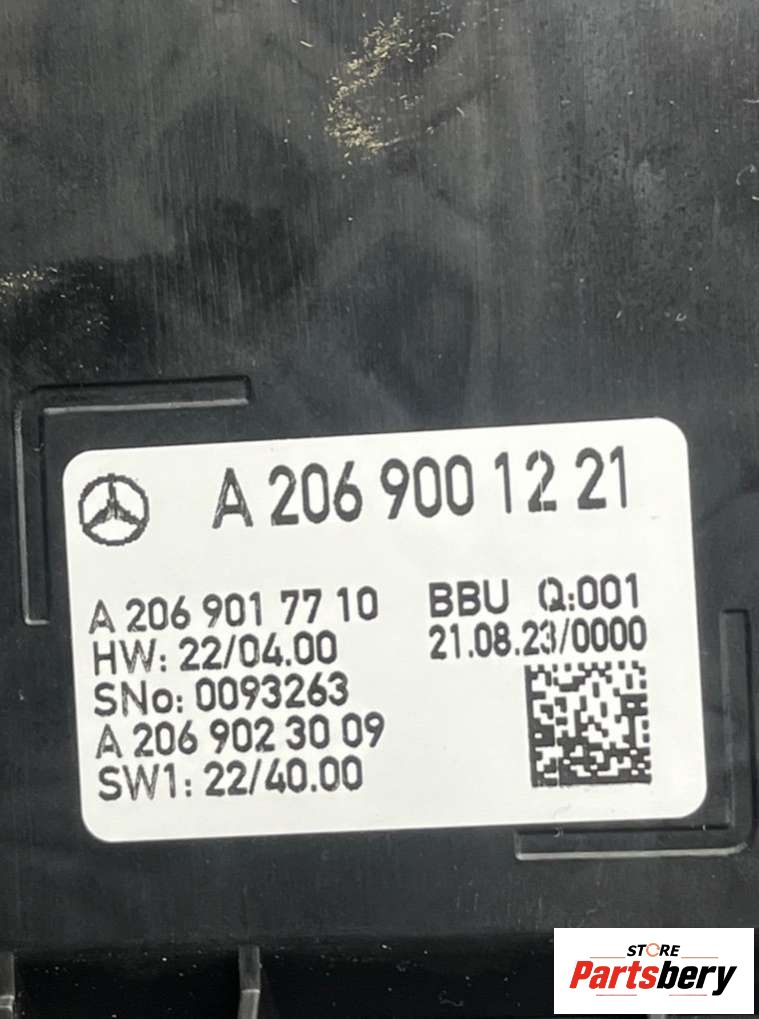 A 206 900 12 21
A 206 901 77 10
BBU Q:001
HW: 22/04.00
21.08.23/0000
SNo: 0093263
A 206 902 30 09
SW1: 22/40.00
STORE
Partsbery